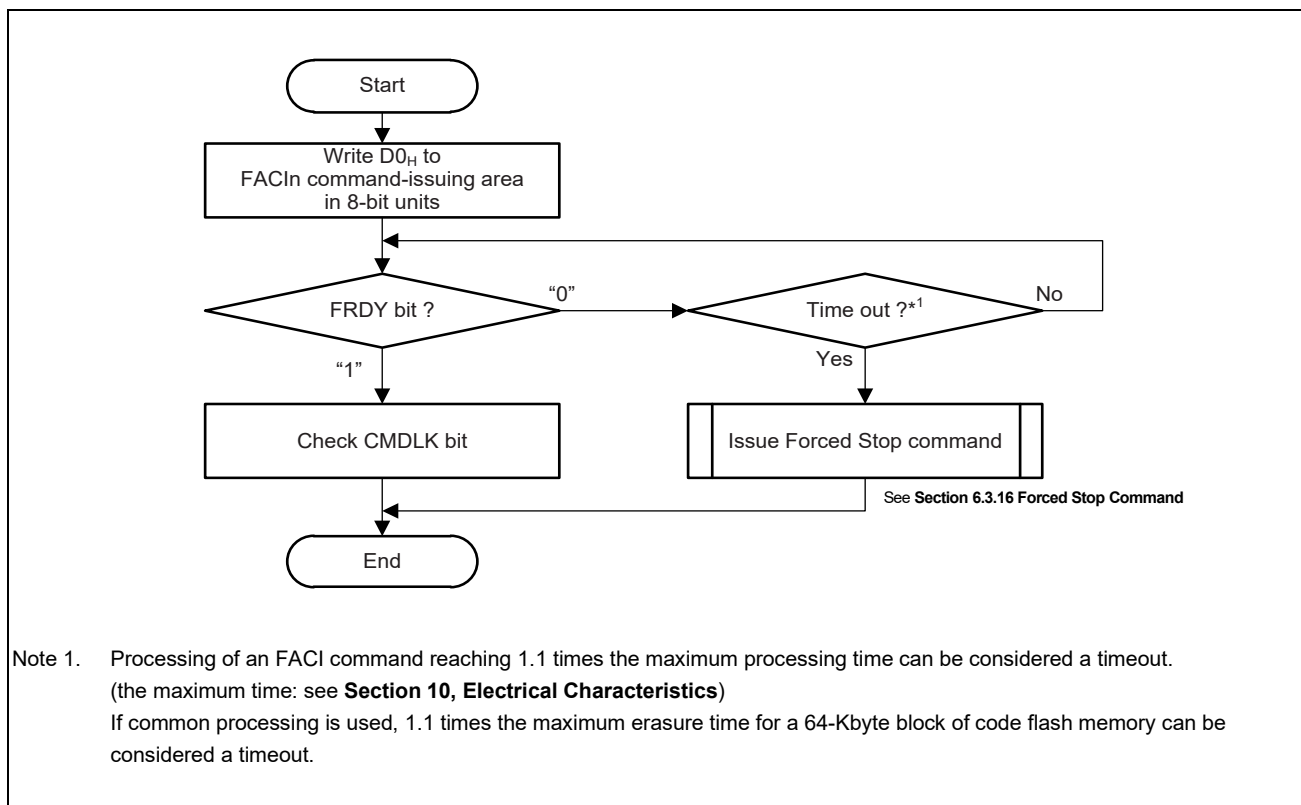 Start
Write D0H to
FACIn command-issuing area
in 8-bit units
FRDY bit ?
“0”
Time out ?*1
No
“1”
Yes
Check CMDLK bit
Issue Forced Stop command
See Section 6.3.16 Forced Stop Command
End
Note 1. Processing of an FACI command reaching 1.1 times the maximum processing time can be considered a timeout.
(the maximum time: see Section 10, Electrical Characteristics)
If common processing is used, 1.1 times the maximum erasure time for a 64-Kbyte block of code flash memory can be
considered a timeout.